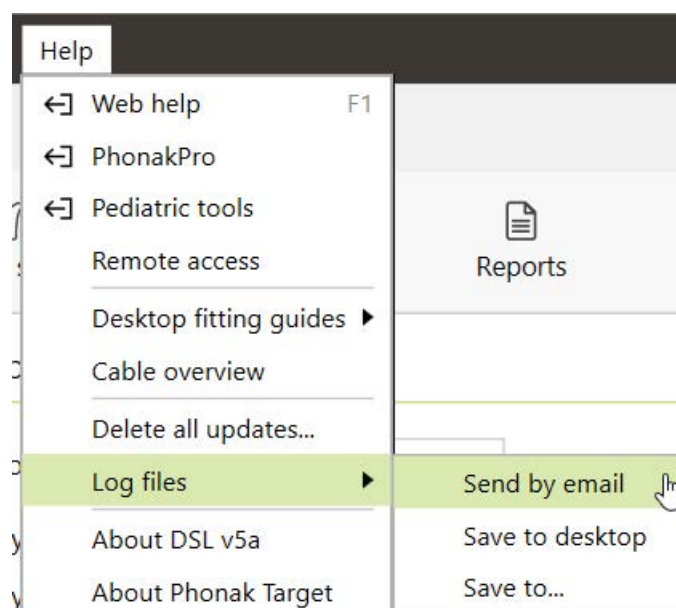 Help
Web help F1
PhonakPro
Pediatric tools
Remote access
Reports
Desktop fitting guides
Cable overview
Delete all updates...
Log files
Send by email
Save to desktop
Save to...
About DSL v5a
About Phonak Target